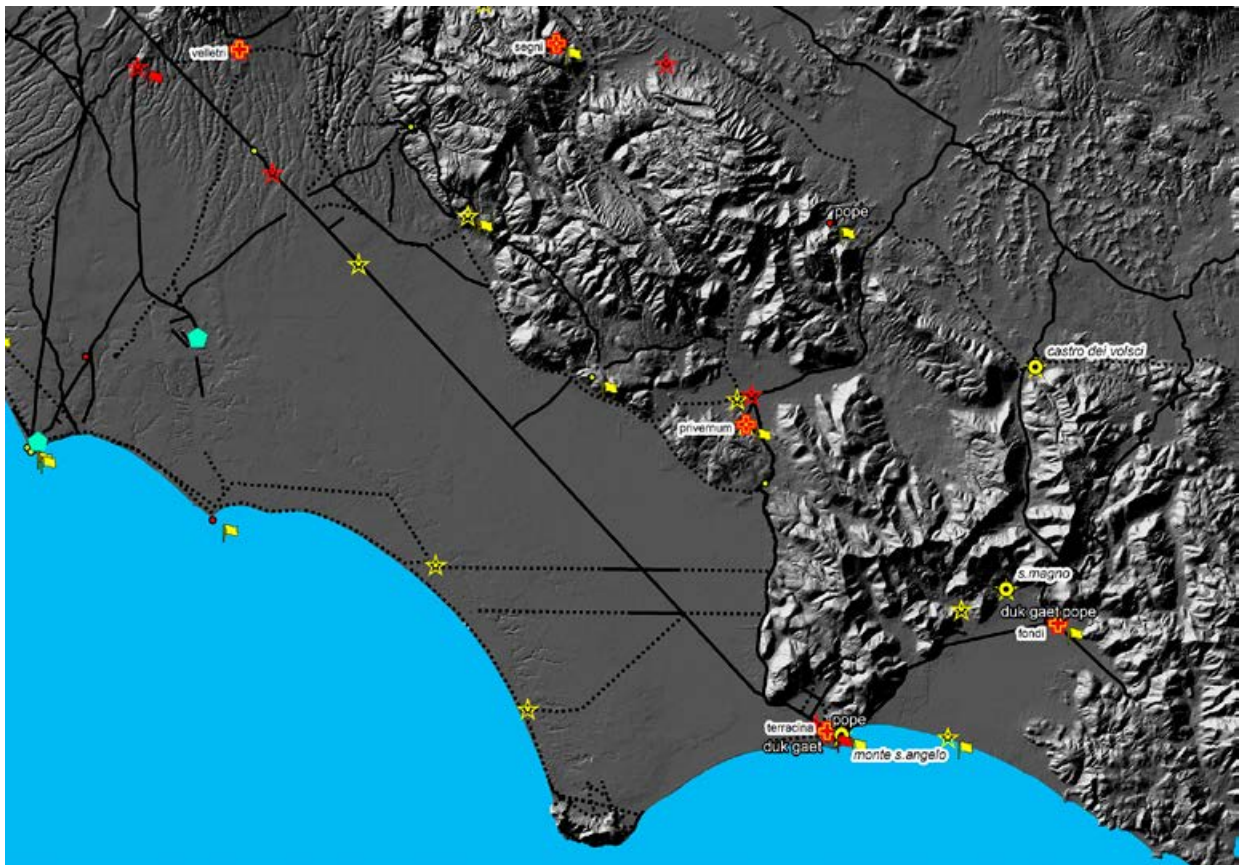 velletri
segni
pope
castro dei volsci
privernum
s.magno
duk gaet pope
fondi
terracina
pope
duk gaet
monte s.angelo